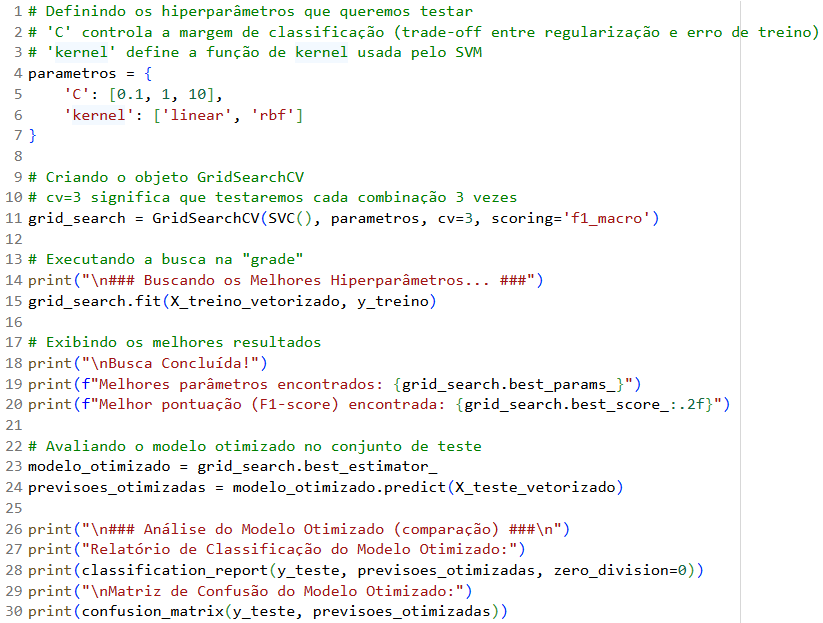 1 # Definindo os hiperparâmetros que queremos testar
2 # 'C' controla a margem de classificação (trade-off entre regularização e erro de treino)
3 # 'kernel' define a função de kernel usada pelo SVM
4 parametros = {
5     'C': [0.1, 1, 10],
6     'kernel': ['linear', 'rbf']
7 }
8
9 # Criando o objeto GridSearchCV
10 # cv=3 significa que testaremos cada combinação 3 vezes
11 grid_search = GridSearchCV(SVC(), parametros, cv=3, scoring='f1_macro')
12
13 # Executando a busca na "grade"
14 print("\n### Buscando os Melhores Hiperparâmetros... ###")
15 grid_search.fit(X_treino_vetorizado, y_treino)
16
17 # Exibindo os melhores resultados
18 print("\nBusca Concluída!")
19 print(f"Melhores parâmetros encontrados: {grid_search.best_params_}")
20 print(f"Melhor pontuação (F1-score) encontrada: {grid_search.best_score_:.2f}")
21
22 # Avaliando o modelo otimizado no conjunto de teste
23 modelo_otimizado = grid_search.best_estimator_
24 previsoes_otimizadas = modelo_otimizado.predict(X_teste_vetorizado)
25
26 print("\n### Análise do Modelo Otimizado (comparação) ###\n")
27 print("Relatório de Classificação do Modelo Otimizado:")
28 print(classification_report(y_teste, previsoes_otimizadas, zero_division=0))
29 print("\nMatriz de Confusão do Modelo Otimizado:")
30 print(confusion_matrix(y_teste, previsoes_otimizadas))